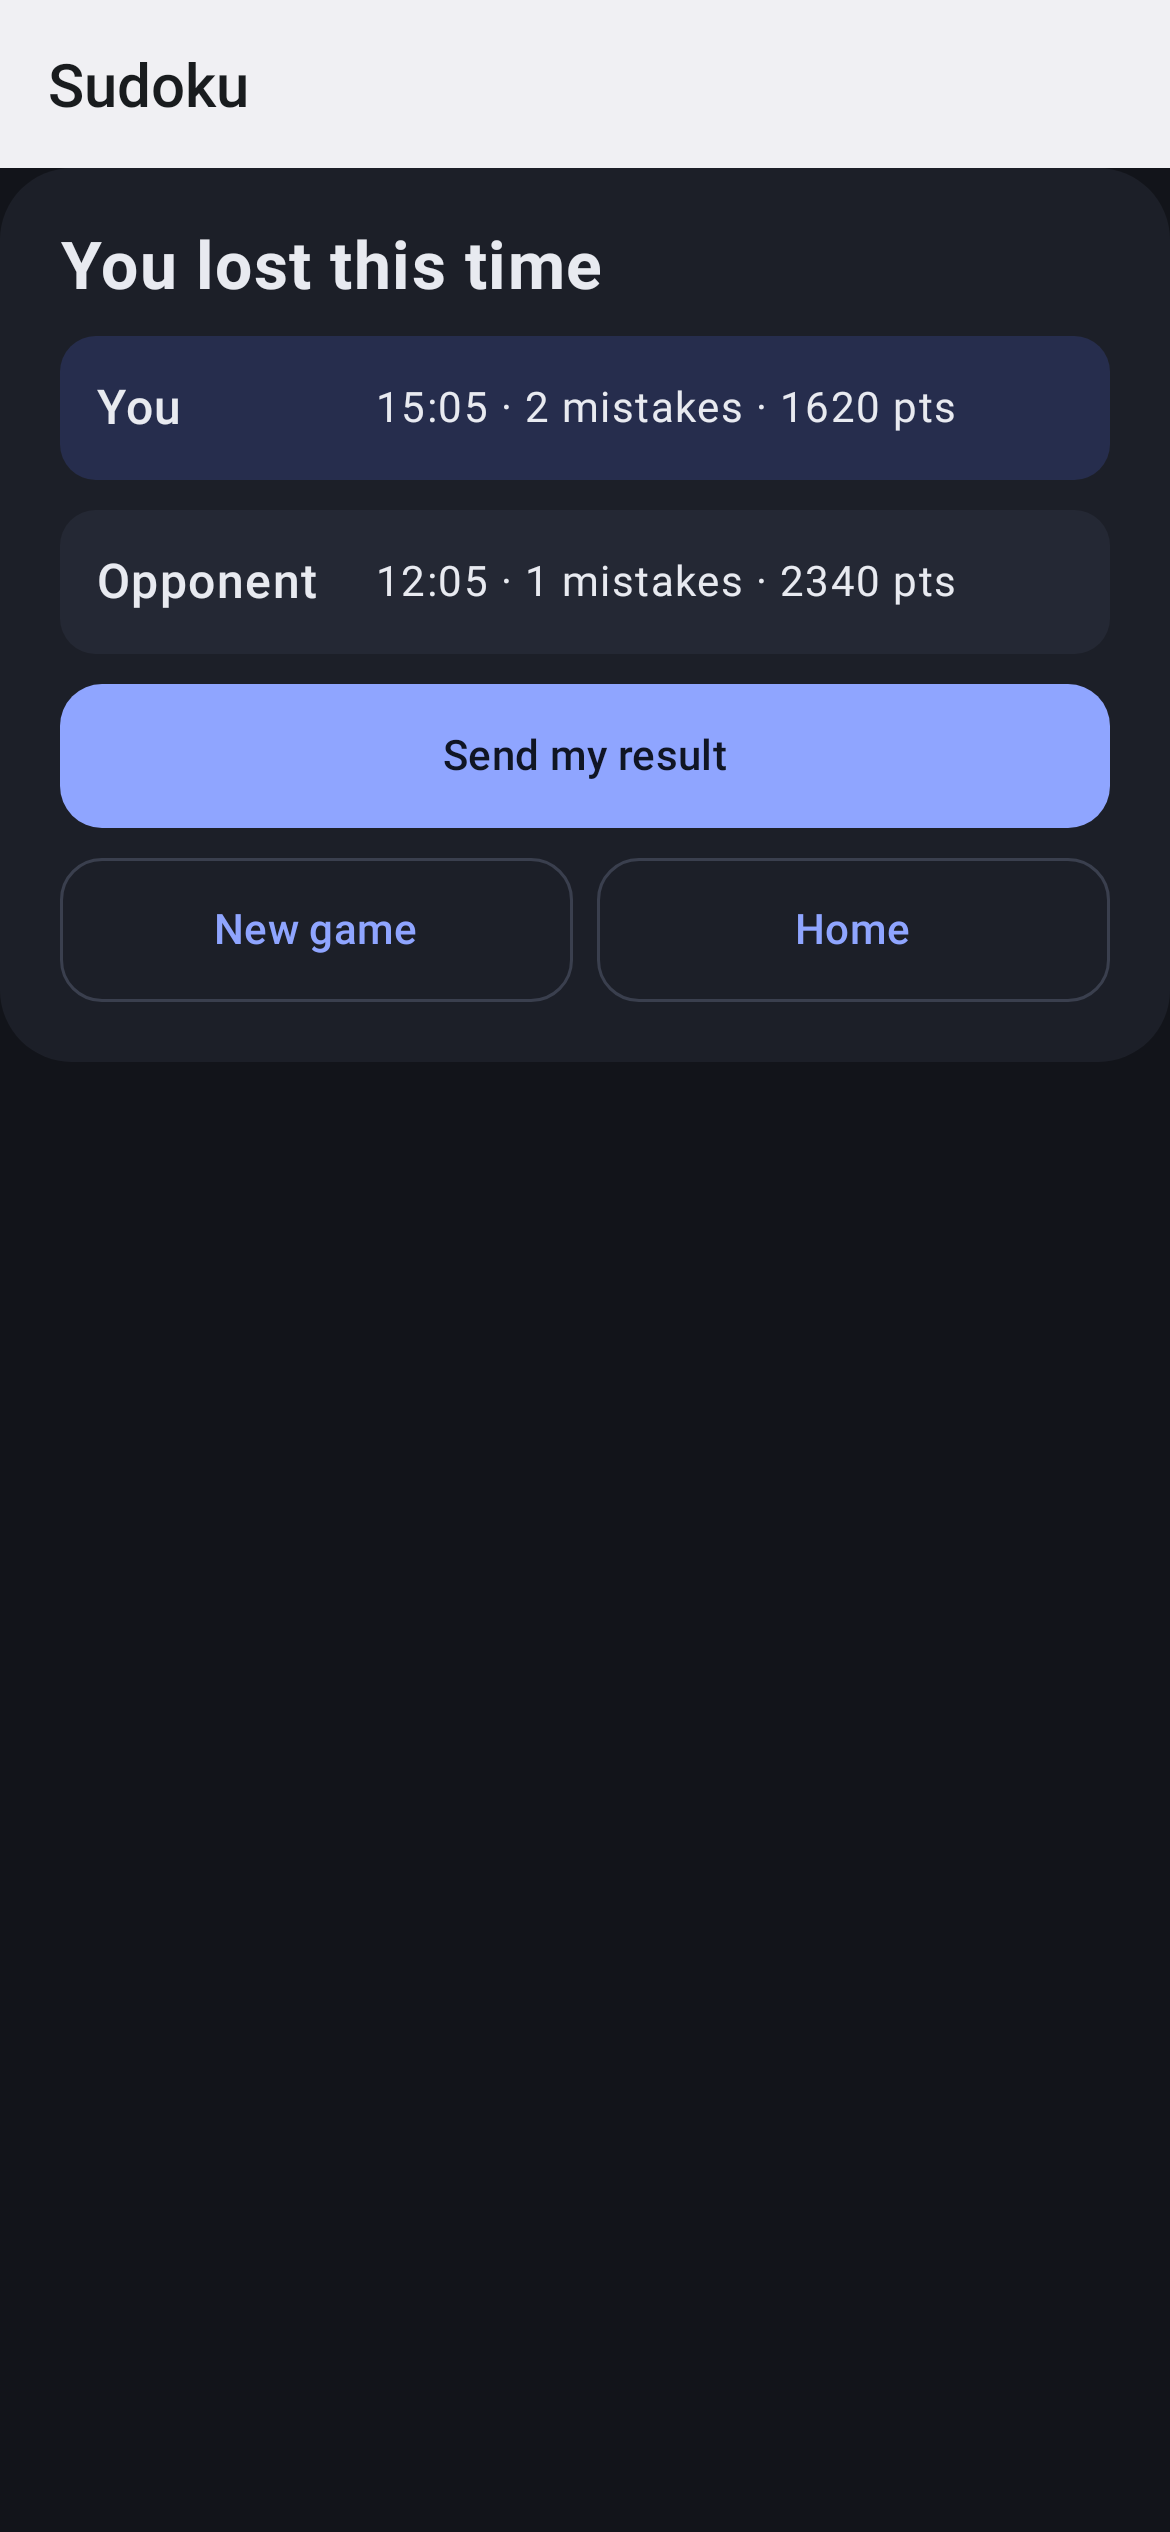 Sudoku
You lost this time
You 15:05 · 2 mistakes · 1620 pts
Opponent 12:05 · 1 mistakes · 2340 pts
Send my result
New game Home